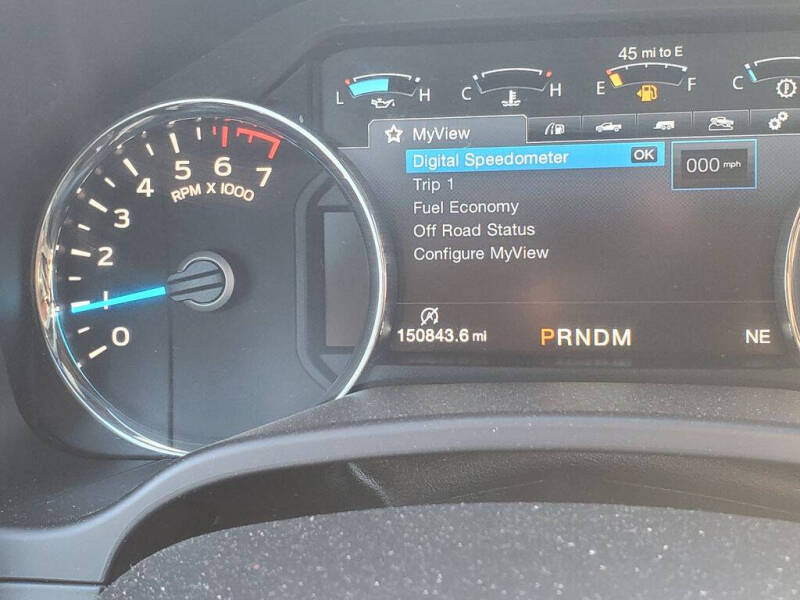 45 mi to E
L H
C H
E F
C
MyView
Digital Speedometer OK
000 mph
Trip 1
Fuel Economy
Off Road Status
Configure MyView
150843.6 mi
PRNDM
NE
0
1
2
3
4
5
6
7
RPM X 1000